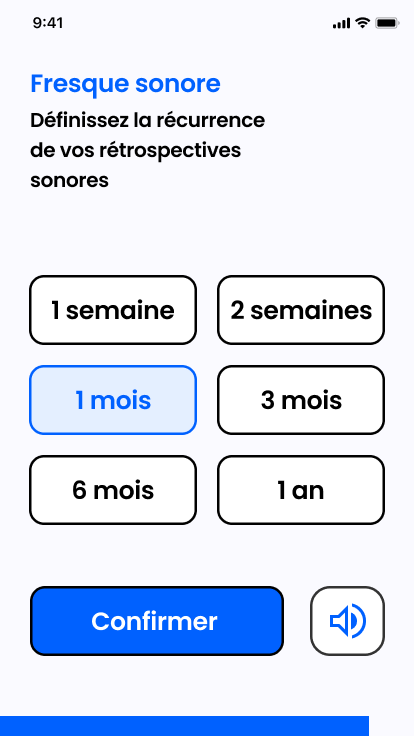 9:41
Fresque sonore
Définissez la récurrence
de vos rétrospectives
sonores
1 semaine
2 semaines
1 mois
3 mois
6 mois
1 an
Confirmer